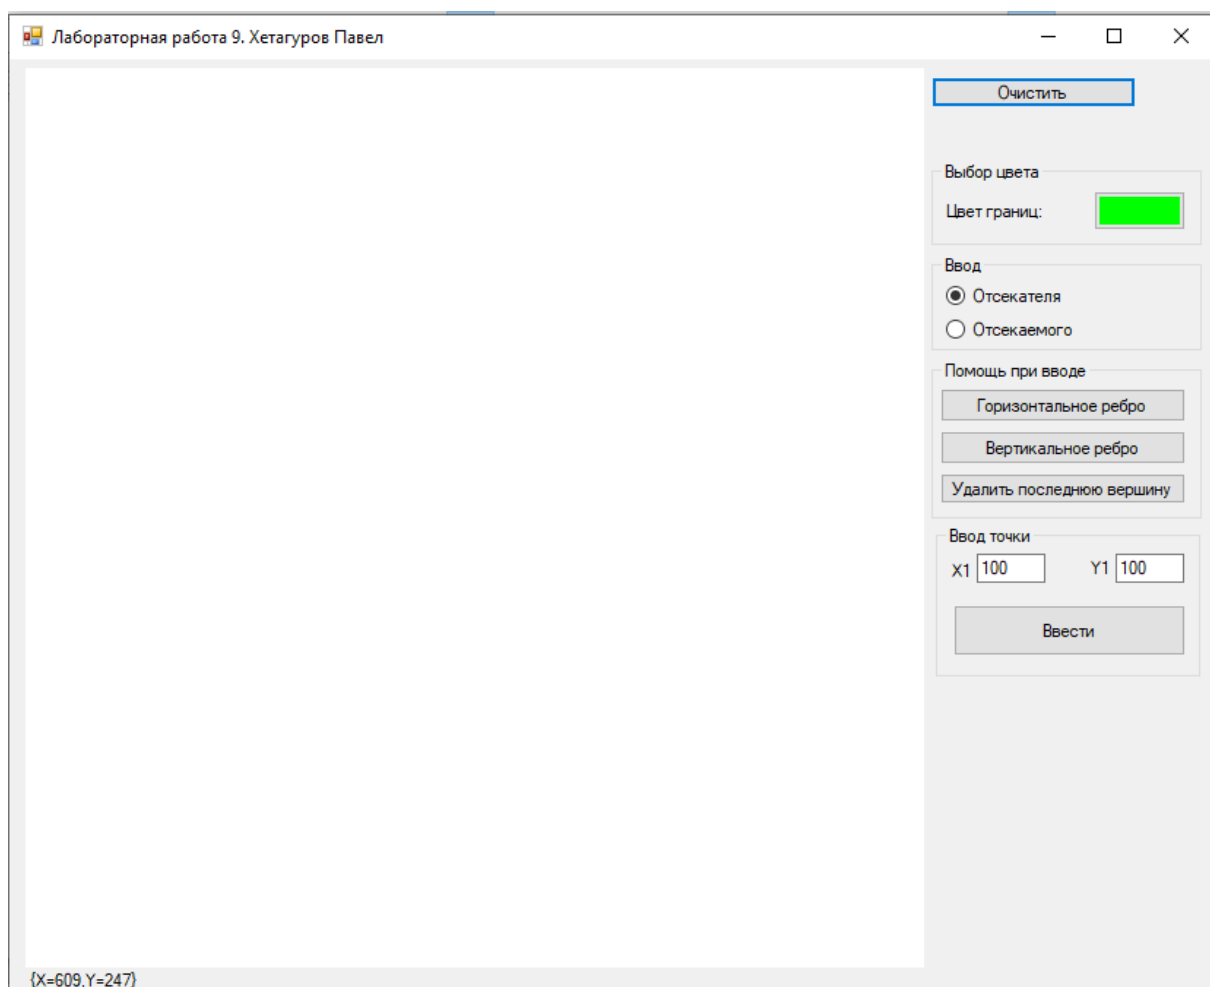 Лабораторная работа 9. Хетагуров Павел
Очистить
Выбор цвета
Цвет границ:
Ввод
Отсекателя
Отсекаемого
Помощь при вводе
Горизонтальное ребро
Вертикальное ребро
Удалить последнюю вершину
Ввод точки
X1 100 Y1 100
Ввести
{X=609,Y=247}